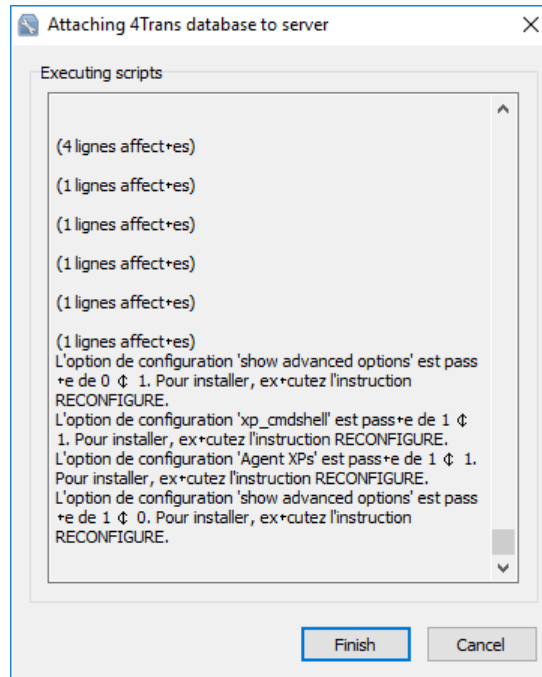 Attaching 4Trans database to server
Executing scripts
(4 lignes affect+es)
(1 lignes affect+es)
(1 lignes affect+es)
(1 lignes affect+es)
(1 lignes affect+es)
(1 lignes affect+es)
L'option de configuration 'show advanced options' est pass
+e de 0 ¢ 1. Pour installer, ex+cutez l'instruction
RECONFIGURE.
L'option de configuration 'xp_cmdshell' est pass+e de 1 ¢
1. Pour installer, ex+cutez l'instruction RECONFIGURE.
L'option de configuration 'Agent XPs' est pass+e de 1 ¢ 1.
Pour installer, ex+cutez l'instruction RECONFIGURE.
L'option de configuration 'show advanced options' est pass
+e de 1 ¢ 0. Pour installer, ex+cutez l'instruction
RECONFIGURE.
Finish
Cancel